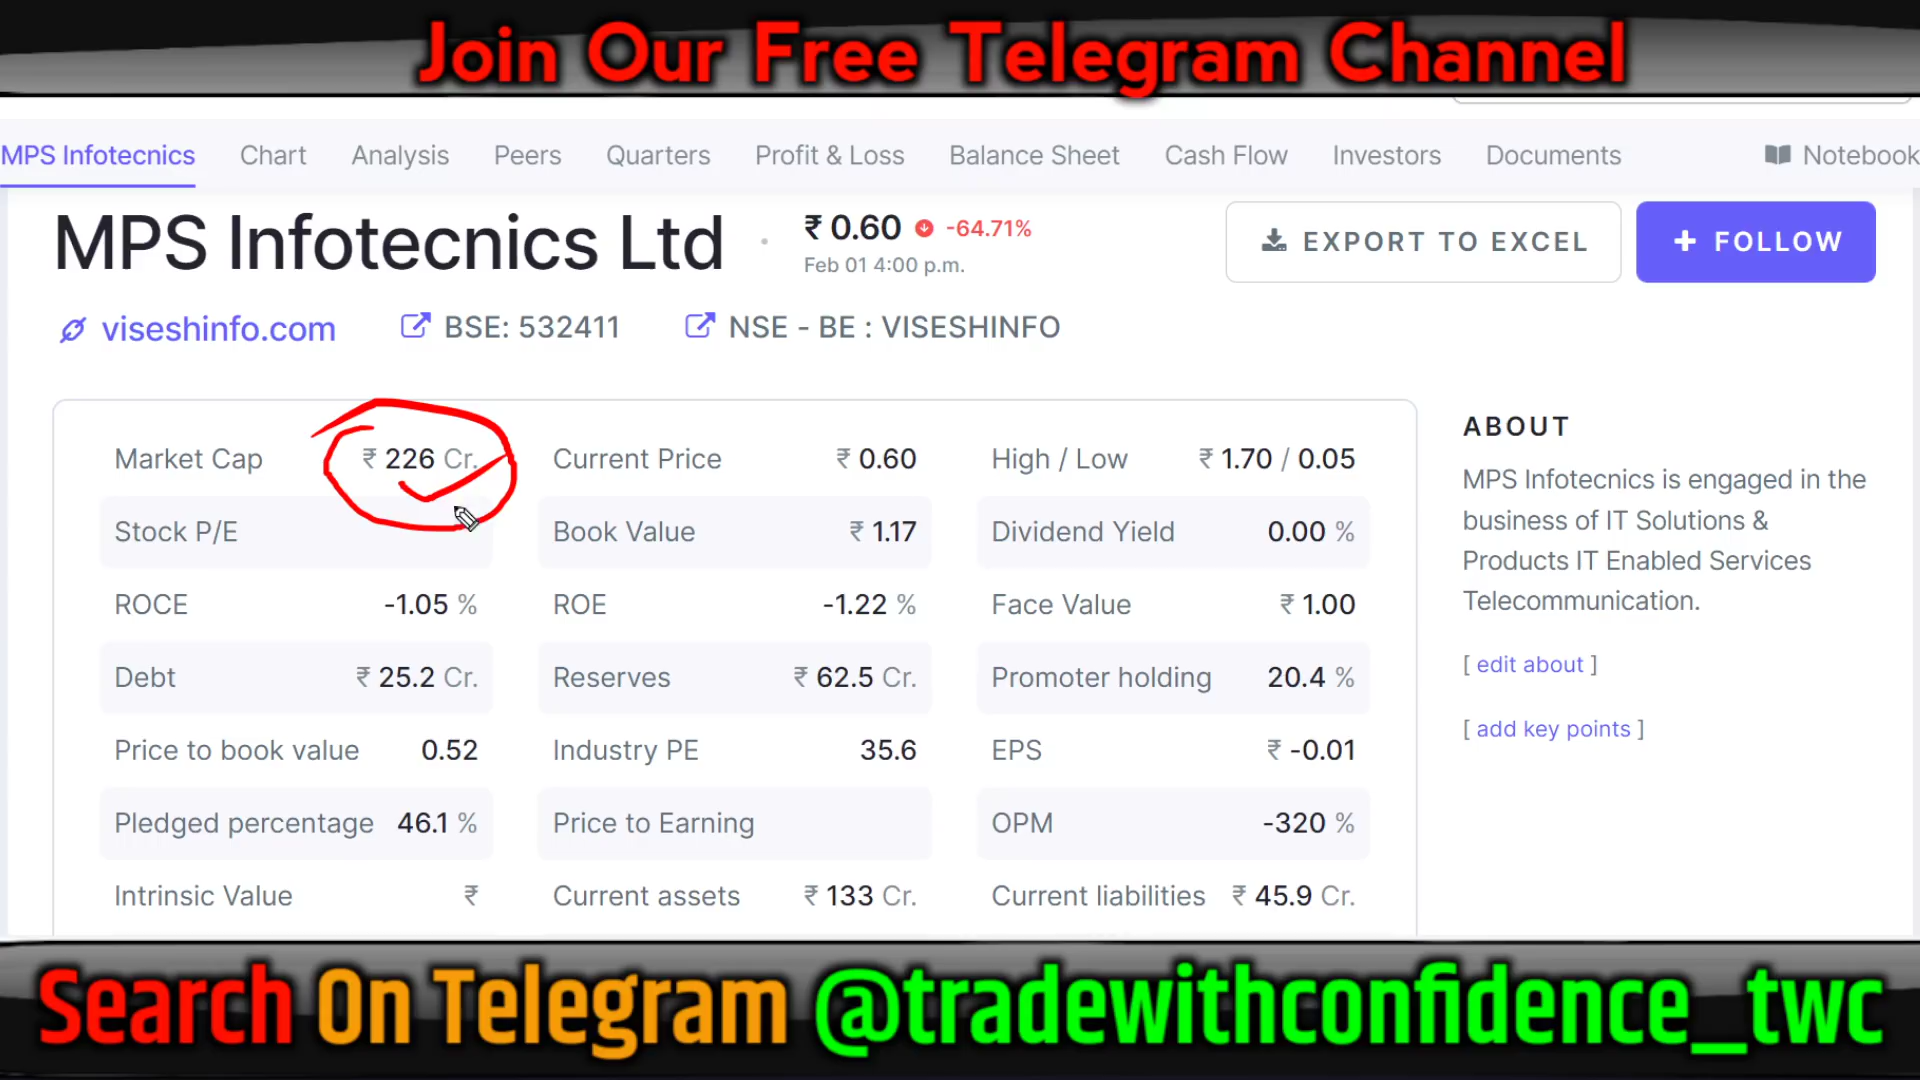 Join Our Free Telegram Channel
MPS Infotecnics Chart Analysis Peers Quarters Profit & Loss Balance Sheet Cash Flow Investors Documents Notebook
MPS Infotecnics Ltd
₹ 0.60 -64.71%
Feb 01 4:00 p.m.
EXPORT TO EXCEL
+ FOLLOW
viseshinfo.com BSE: 532411 NSE - BE : VISESHINFO
Market Cap ₹ 226 Cr. Current Price ₹ 0.60 High / Low ₹ 1.70 / 0.05
Stock P/E Book Value ₹ 1.17 Dividend Yield 0.00 %
ROCE -1.05 % ROE -1.22 % Face Value ₹ 1.00
Debt ₹ 25.2 Cr. Reserves ₹ 62.5 Cr. Promoter holding 20.4 %
Price to book value 0.52 Industry PE 35.6 EPS ₹ -0.01
Pledged percentage 46.1 % Price to Earning OPM -320 %
Intrinsic Value ₹ Current assets ₹ 133 Cr. Current liabilities ₹ 45.9 Cr.
ABOUT
MPS Infotecnics is engaged in the
business of IT Solutions &
Products IT Enabled Services
Telecommunication.
[ edit about ]
[ add key points ]
Search On Telegram @tradewithconfidence_twc